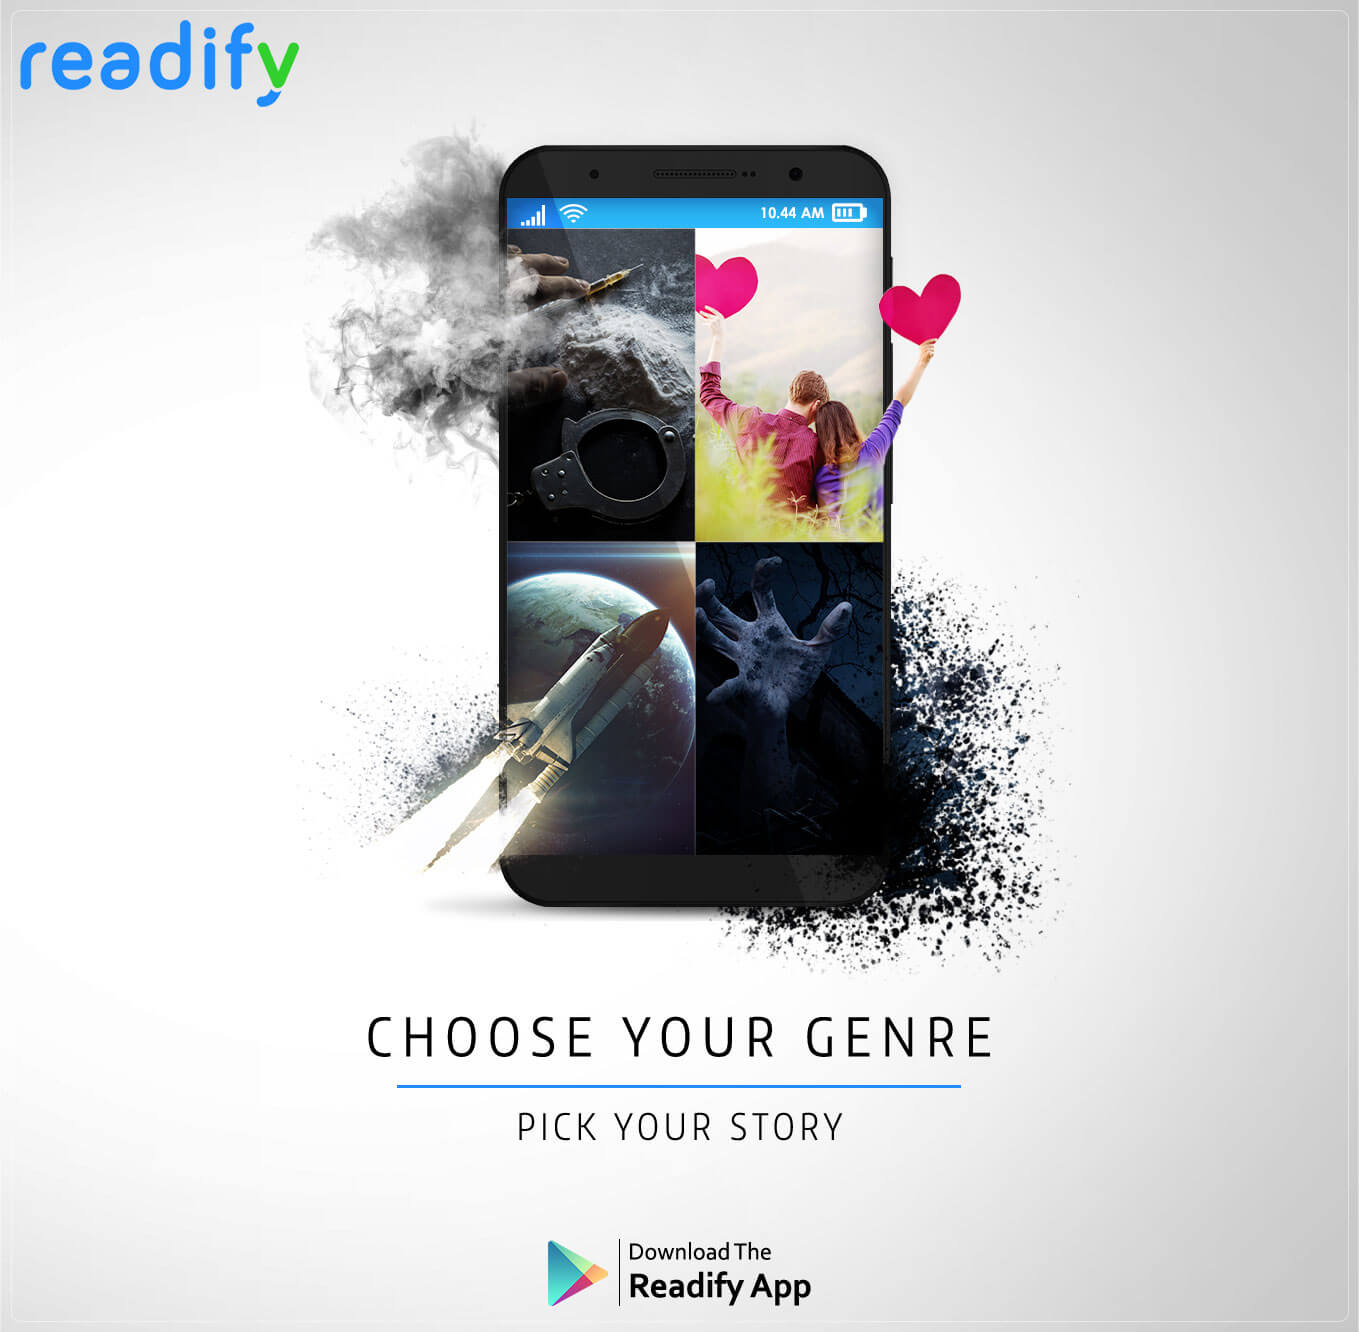 readify
10.44 AM
CHOOSE YOUR GENRE
PICK YOUR STORY
Download The
Readify App